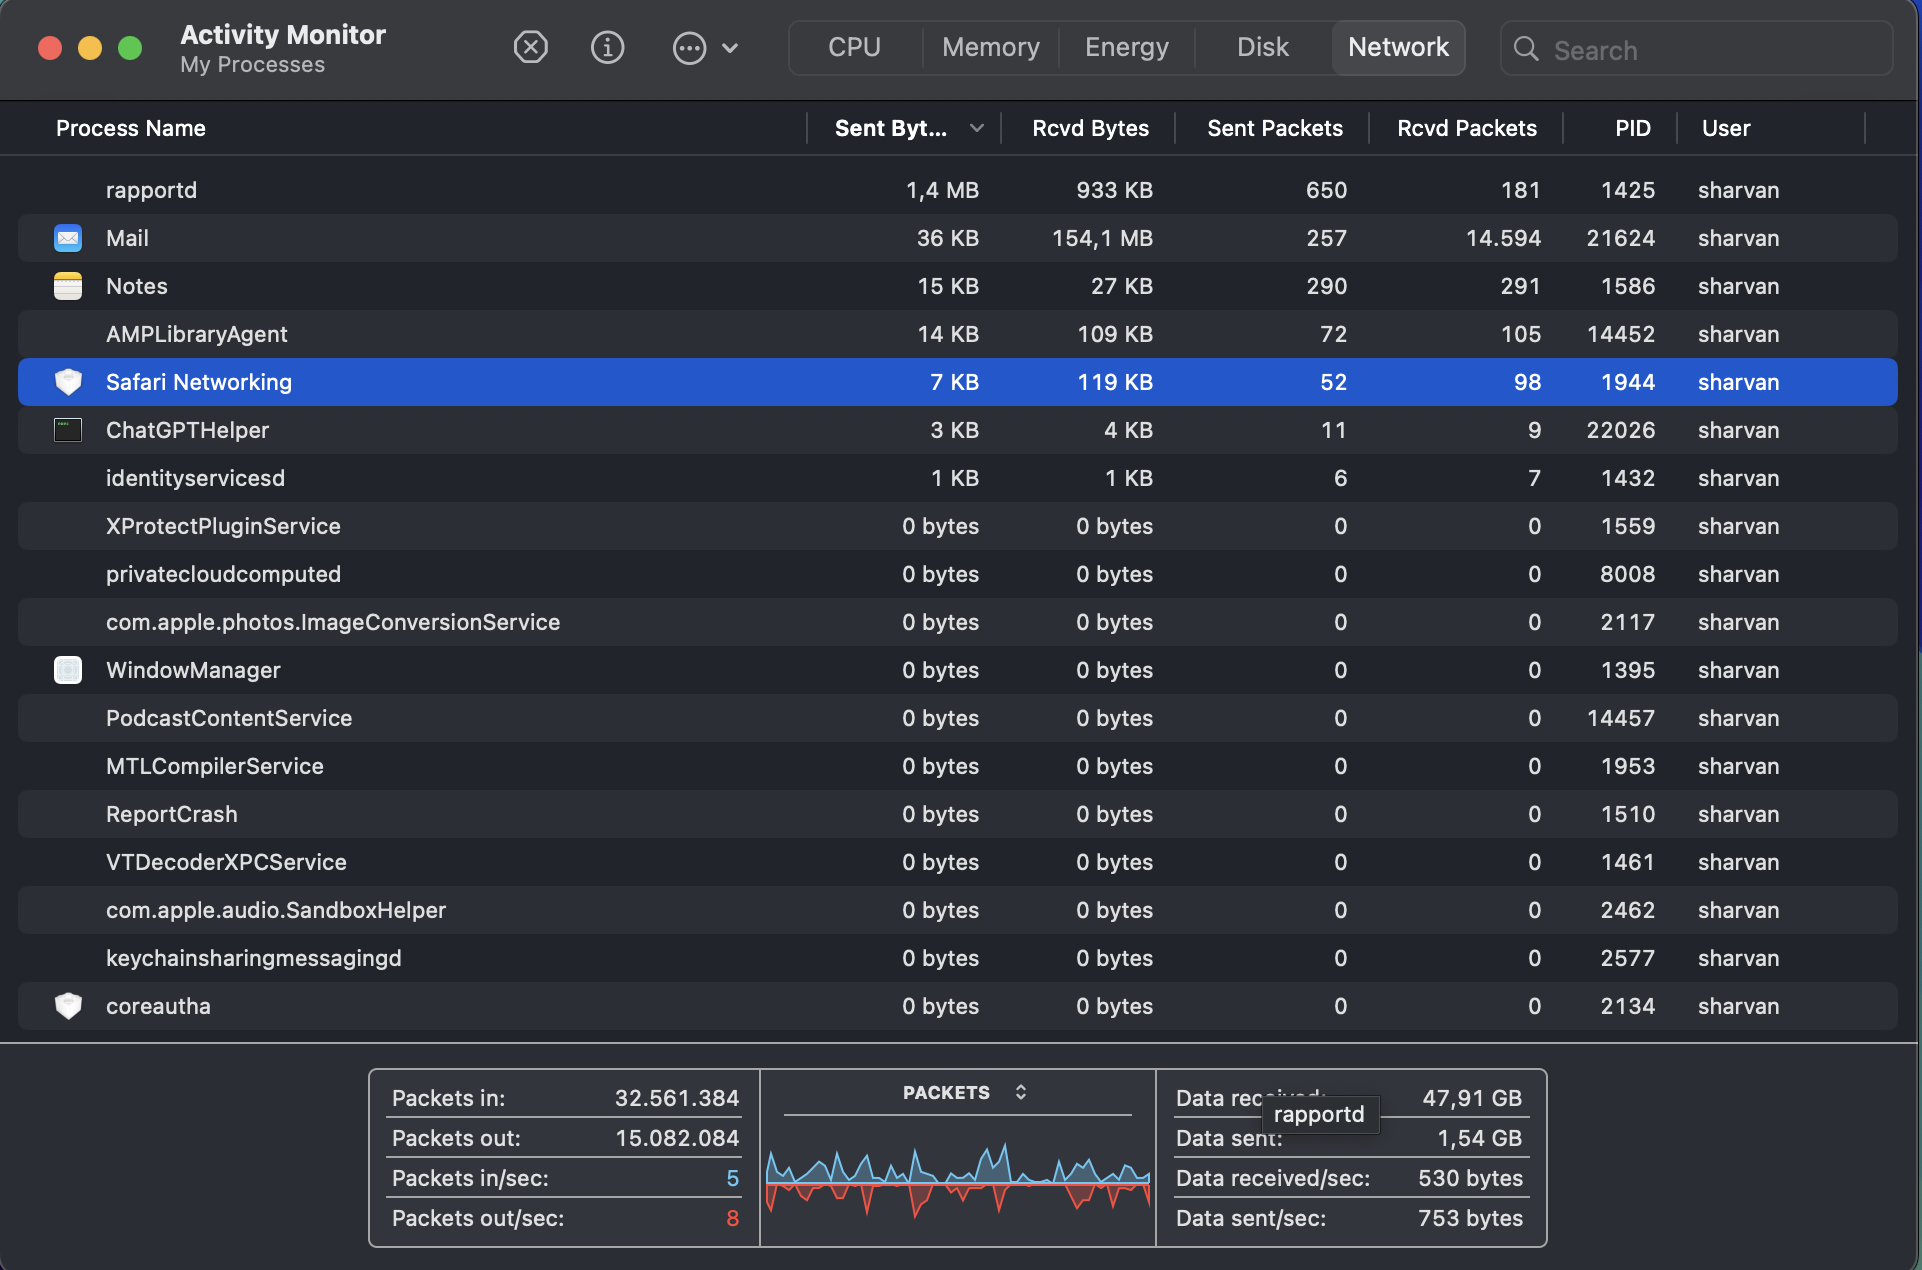 Activity Monitor
My Processes
CPU Memory Energy Disk Network Search
Process Name Sent Byt... Rcvd Bytes Sent Packets Rcvd Packets PID User
rapportd 1,4 MB 933 KB 650 181 1425 sharvan
Mail 36 KB 154,1 MB 257 14.594 21624 sharvan
Notes 15 KB 27 KB 290 291 1586 sharvan
AMPLibraryAgent 14 KB 109 KB 72 105 14452 sharvan
Safari Networking 7 KB 119 KB 52 98 1944 sharvan
ChatGPTHelper 3 KB 4 KB 11 9 22026 sharvan
identityservicesd 1 KB 1 KB 6 7 1432 sharvan
XProtectPluginService 0 bytes 0 bytes 0 0 1559 sharvan
privatecloudcomputed 0 bytes 0 bytes 0 0 8008 sharvan
com.apple.photos.ImageConversionService 0 bytes 0 bytes 0 0 2117 sharvan
WindowManager 0 bytes 0 bytes 0 0 1395 sharvan
PodcastContentService 0 bytes 0 bytes 0 0 14457 sharvan
MTLCompilerService 0 bytes 0 bytes 0 0 1953 sharvan
ReportCrash 0 bytes 0 bytes 0 0 1510 sharvan
VTDecoderXPCService 0 bytes 0 bytes 0 0 1461 sharvan
com.apple.audio.SandboxHelper 0 bytes 0 bytes 0 0 2462 sharvan
keychainsharingmessagingd 0 bytes 0 bytes 0 0 2577 sharvan
coreautha 0 bytes 0 bytes 0 0 2134 sharvan
Packets in: 32.561.384
Packets out: 15.082.084
Packets in/sec: 5
Packets out/sec: 8
PACKETS
Data received: 47,91 GB
rapportd
Data sent: 1,54 GB
Data received/sec: 530 bytes
Data sent/sec: 753 bytes